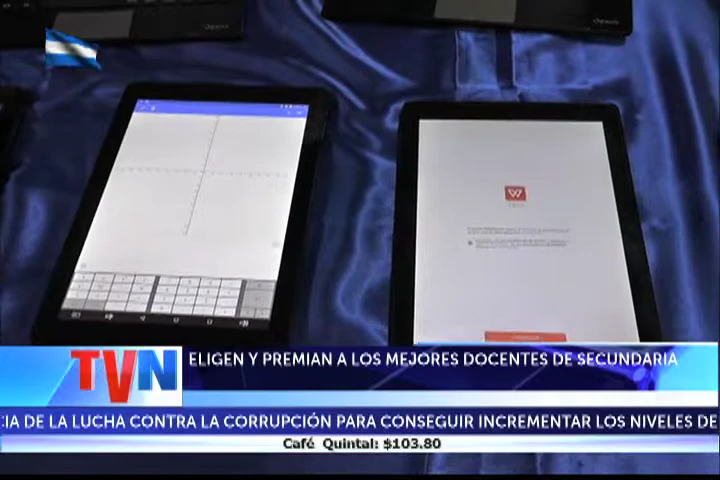 TVN
ELIGEN Y PREMIAN A LOS MEJORES DOCENTES DE SECUNDARIA
CIA DE LA LUCHA CONTRA LA CORRUPCIÓN PARA CONSEGUIR INCREMENTAR LOS NIVELES DE
Café Quintal: $103.80